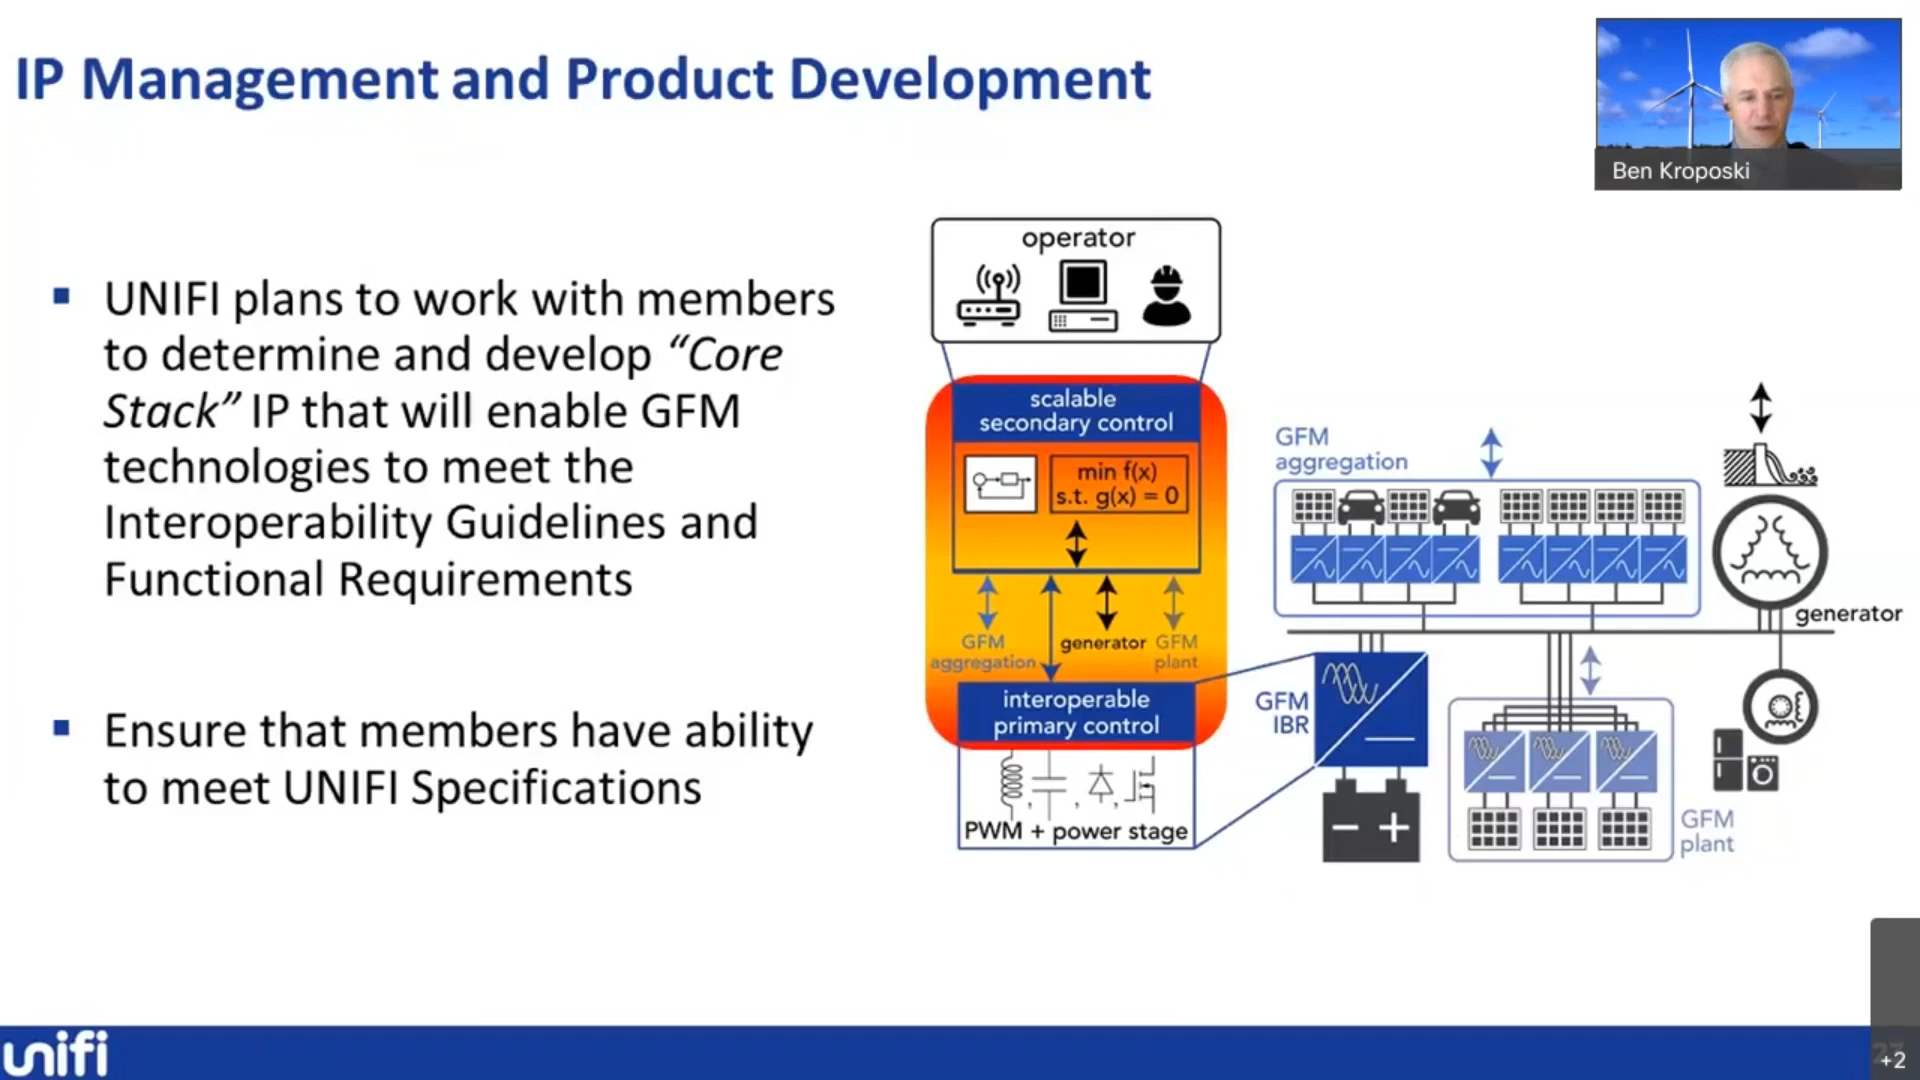 IP Management and Product Development
Ben Kroposki
▪ UNIFI plans to work with members
to determine and develop “Core
Stack” IP that will enable GFM
technologies to meet the
Interoperability Guidelines and
Functional Requirements
▪ Ensure that members have ability
to meet UNIFI Specifications
operator
scalable
secondary control
min f(x)
s.t. g(x) = 0
GFM
aggregation
generator
GFM
plant
interoperable
primary control
PWM + power stage
GFM
aggregation
generator
GFM
IBR
GFM
plant
unifi
+2